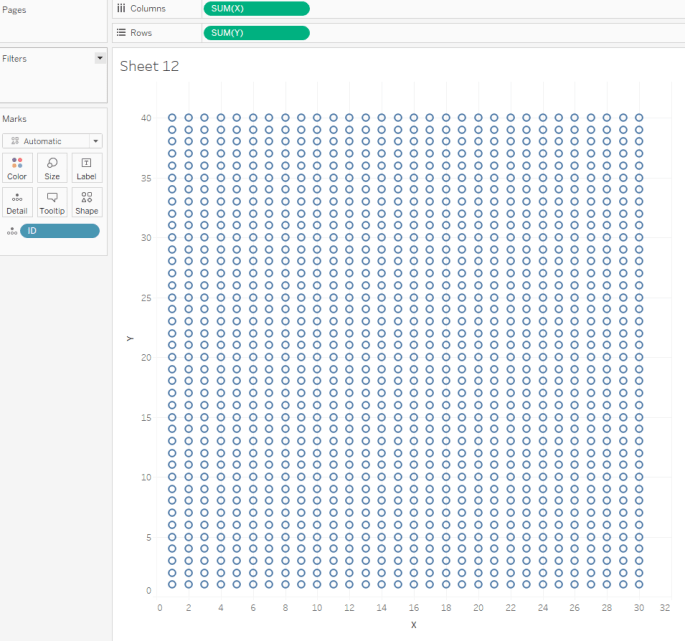 Pages
Columns
SUM(X)
Rows
SUM(Y)
Filters
Sheet 12
Marks
Automatic
Color
Size
Label
Detail
Tooltip
Shape
ID
40
35
30
25
20
15
10
5
0
Y
0 2 4 6 8 10 12 14 16 18 20 22 24 26 28 30 32
X